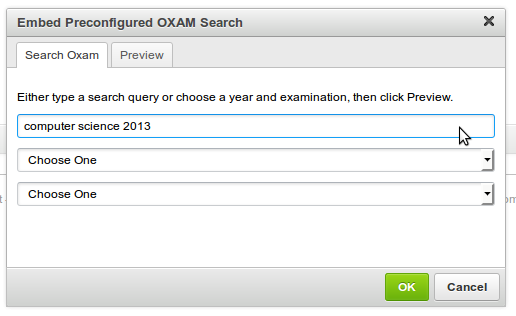 Embed Preconfigured OXAM Search
Search Oxam Preview
Either type a search query or choose a year and examination, then click Preview.
computer science 2013
Choose One
Choose One
OK Cancel